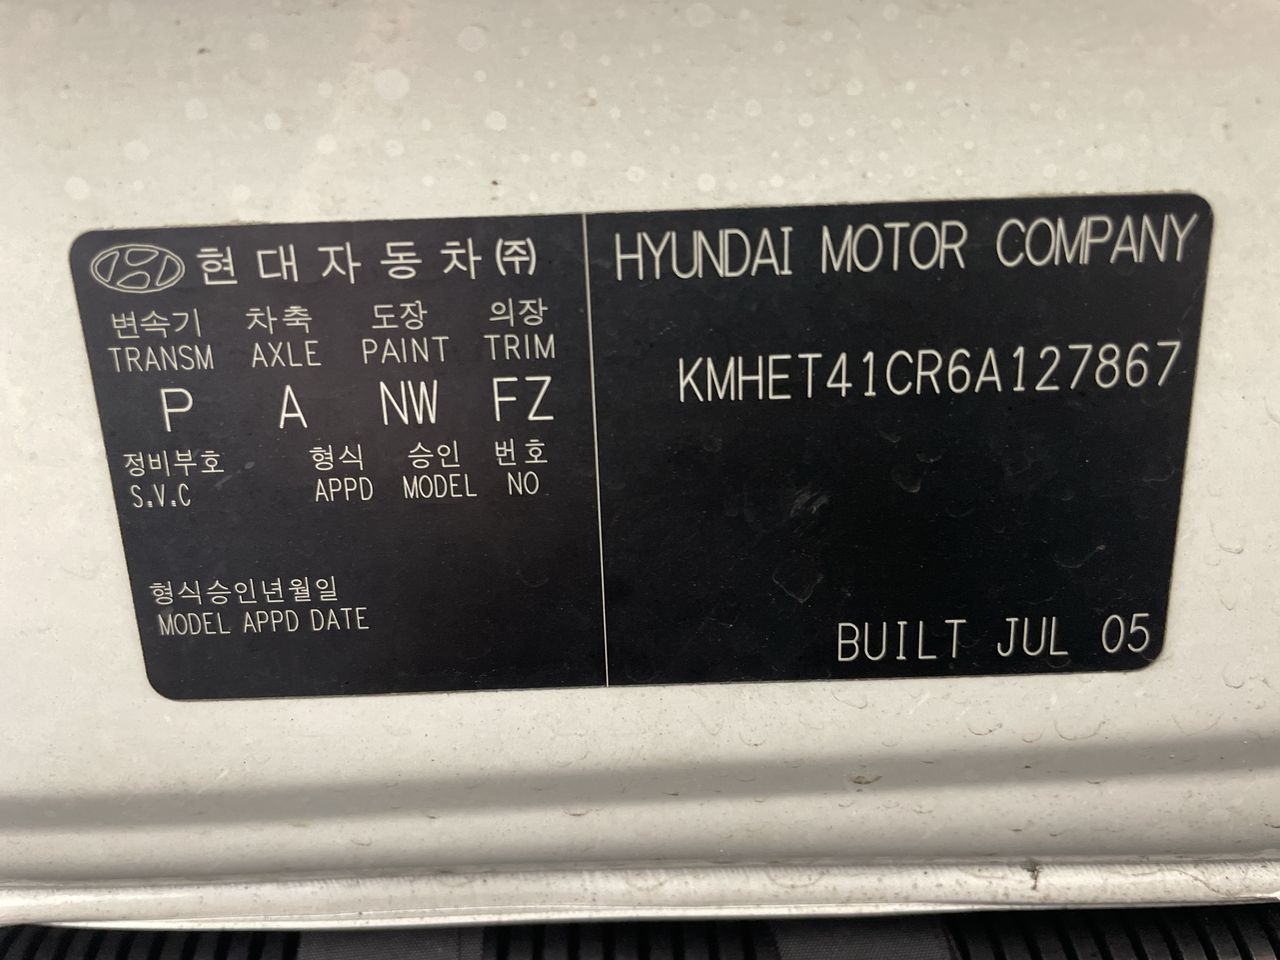 현대자동차㈜
변속기 차축 도장 의장
TRANSM AXLE PAINT TRIM
P A NW FZ
정비부호 형식 승인 번호
S.V.C APPD MODEL NO
형식승인년월일
MODEL APPD DATE
HYUNDAI MOTOR COMPANY
KMHET41CR6A127867
BUILT JUL 05